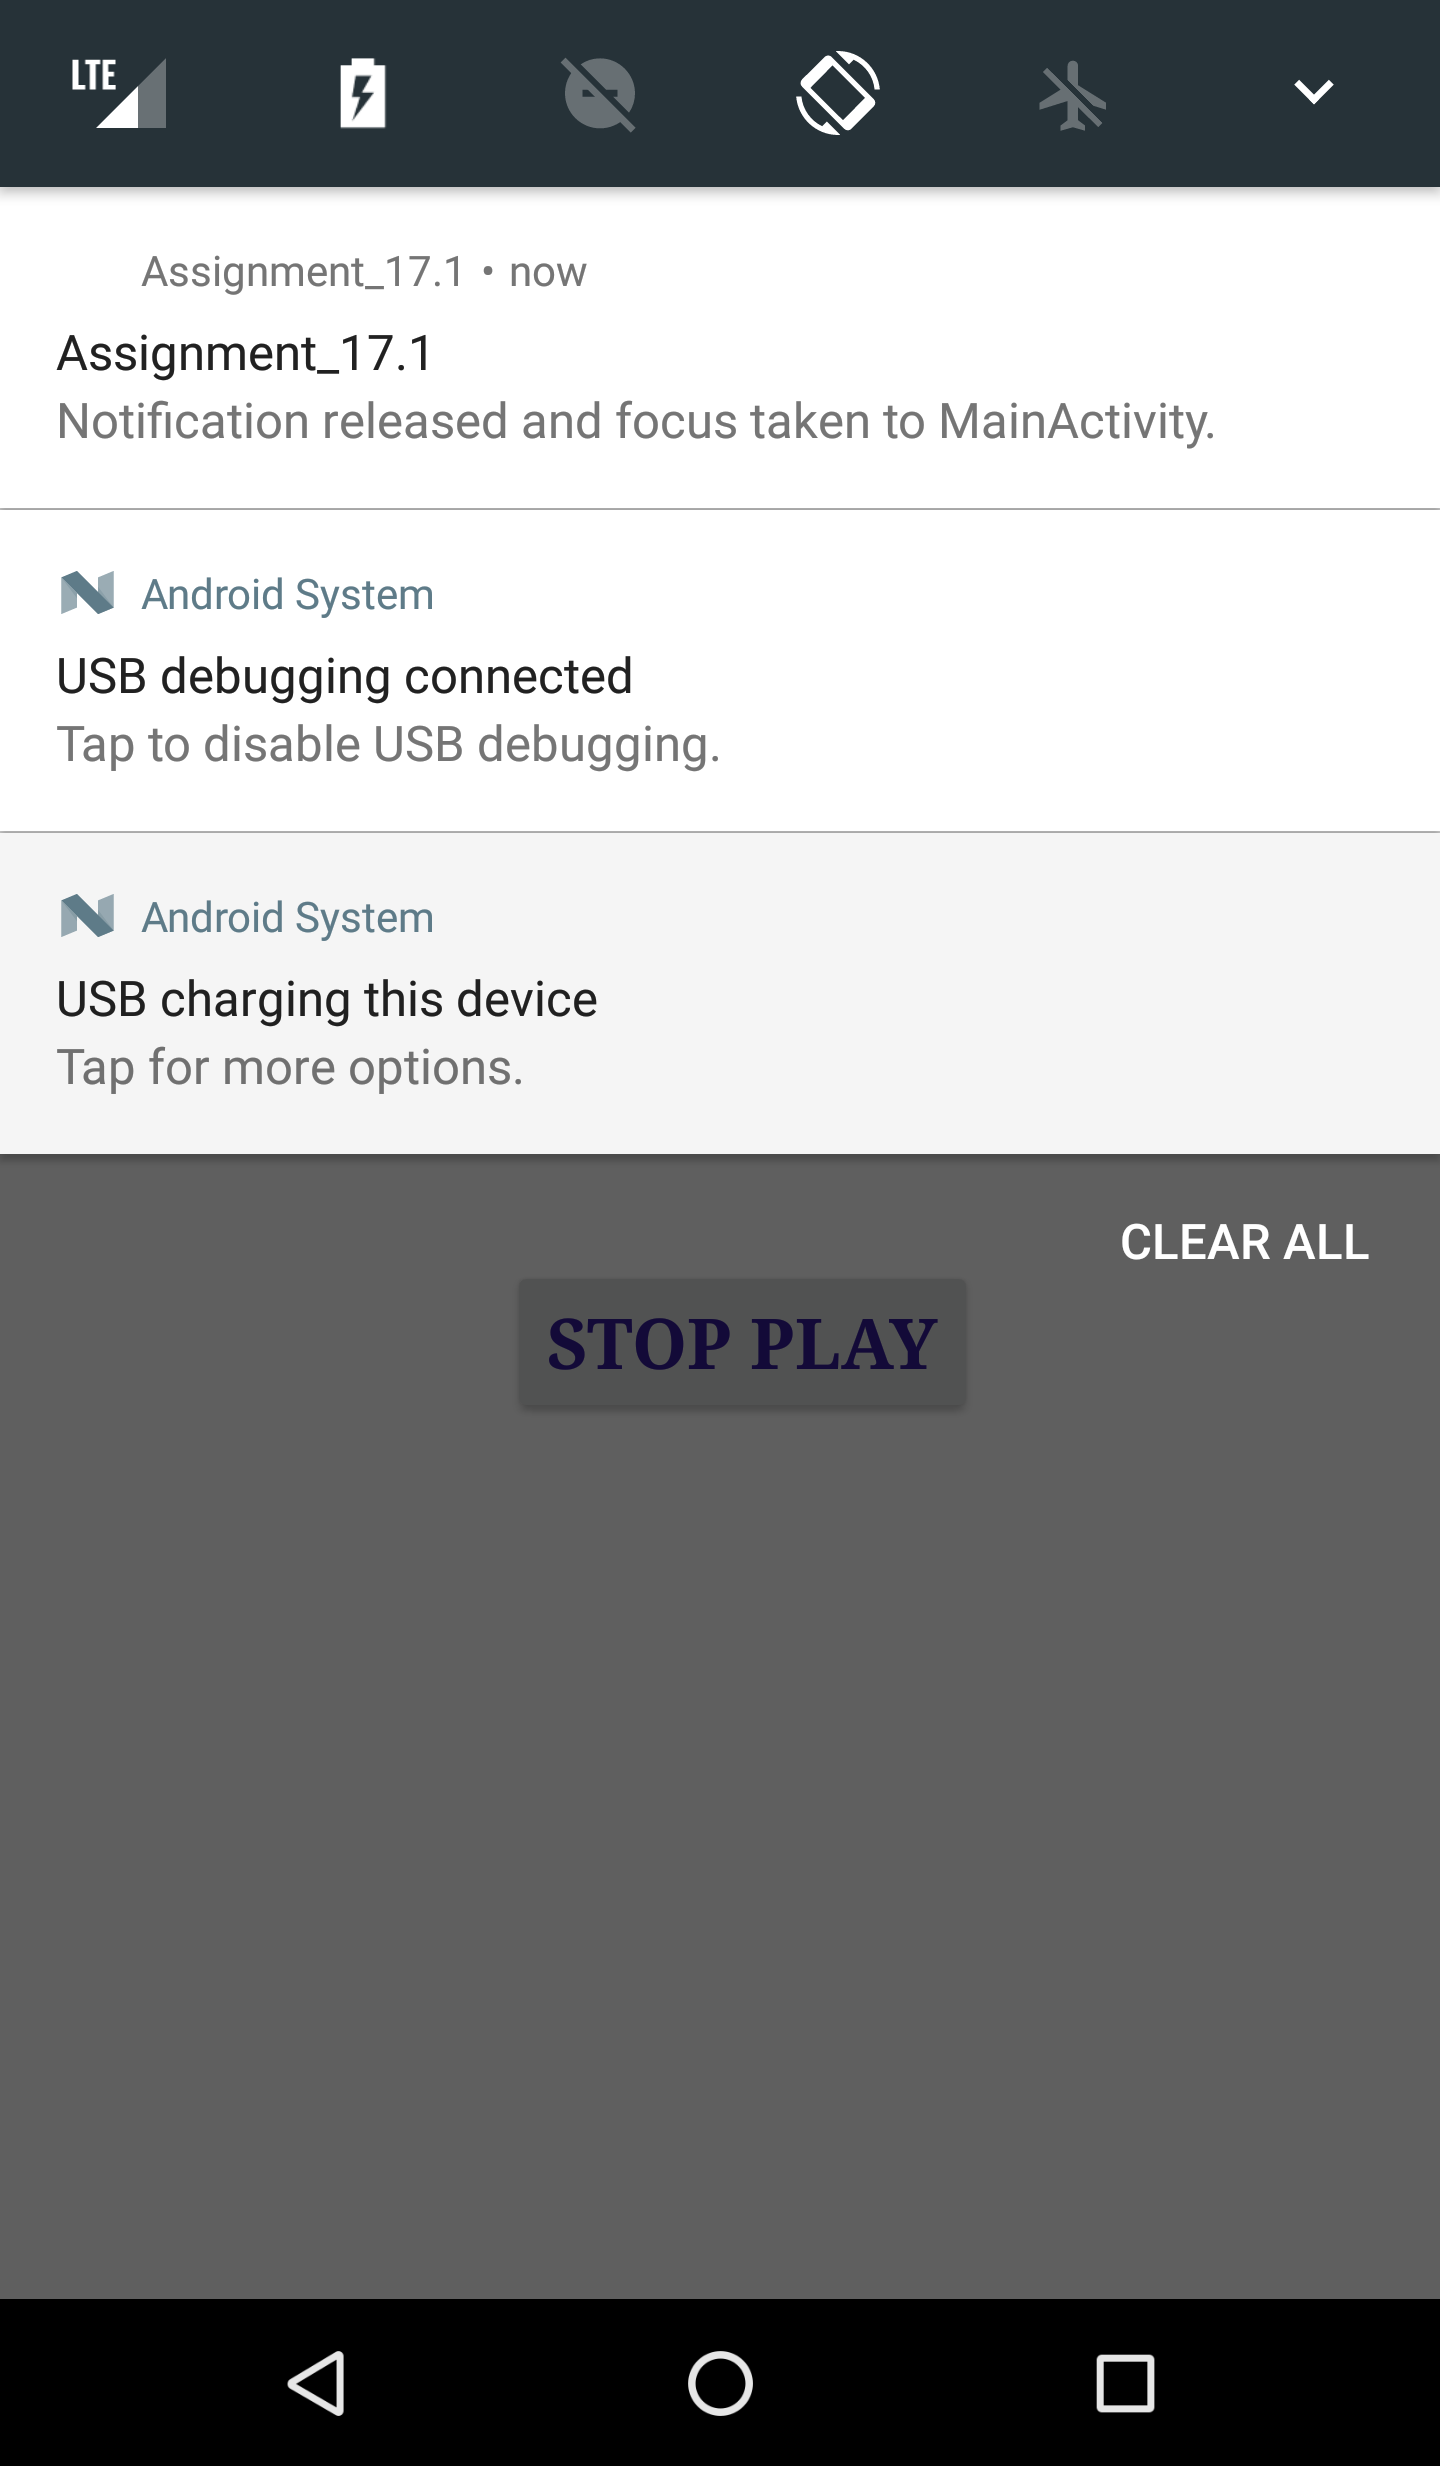 LTE
Assignment_17.1 • now
Assignment_17.1
Notification released and focus taken to MainActivity.
Android System
USB debugging connected
Tap to disable USB debugging.
Android System
USB charging this device
Tap for more options.
CLEAR ALL
STOP PLAY